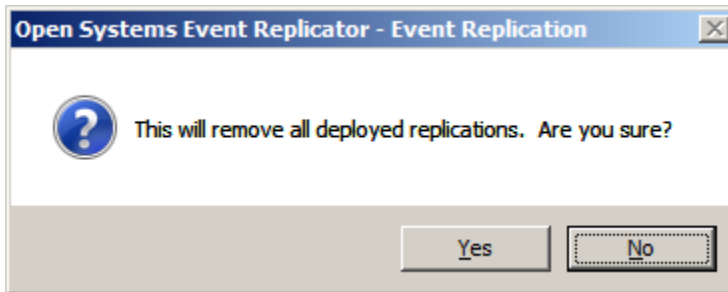 Open Systems Event Replicator - Event Replication
This will remove all deployed replications.  Are you sure?
Yes
No